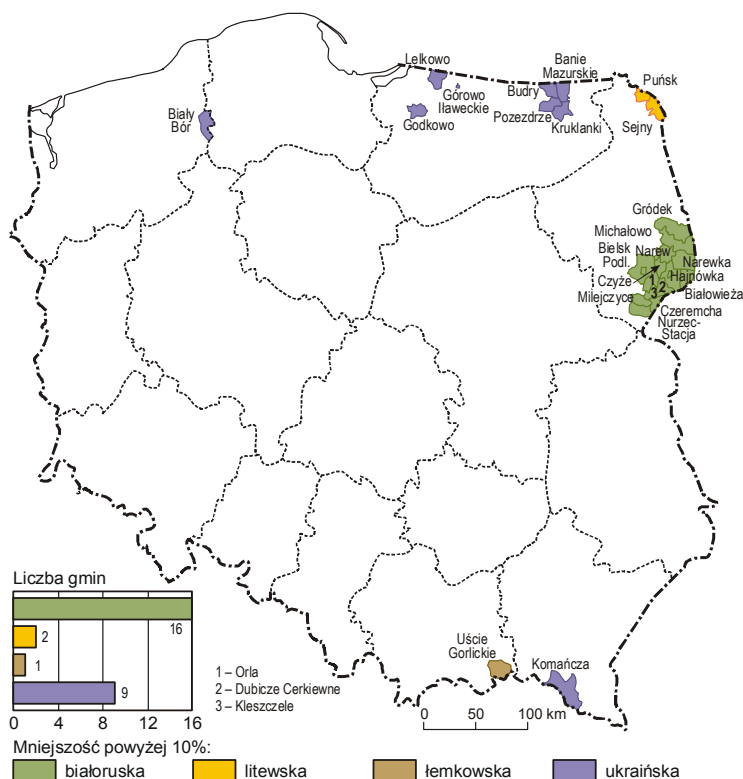 Lelkowo
Górowo
Iławeckie
Godkowo
Banie
Mazurskie
Budry
Pozezdrze
Kruklanki
Puńsk
Sejny
Biały
Bór
Gródek
Michałowo
Bielsk
Podl.
Narew
Narewka
Hajnówka
Czyże
1
2
3
Białowieża
Milejczyce
Czeremcha
Nurzec-
Stacja
Uście
Gorlickie
Komańcza
Liczba gmin
16
2
1
9
0 4 8 12 16
1 – Orla
2 – Dubicze Cerkiewne
3 – Kleszczele
0 50 100 km
Mniejszość powyżej 10%:
białoruska litewska łemkowska ukraińska